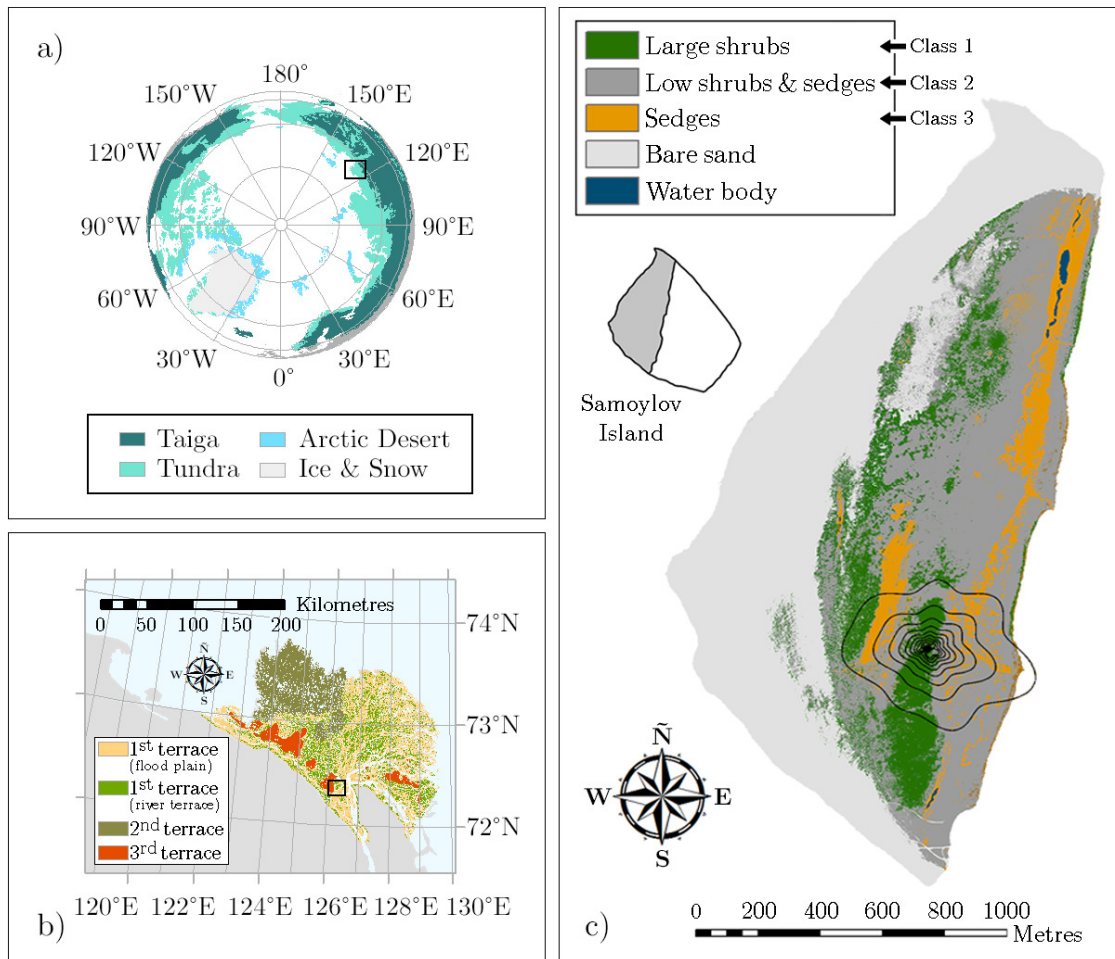 a)
180°
150°W
150°E
120°W
120°E
90°W
90°E
60°W
60°E
30°W
30°E
0°
Taiga
Arctic Desert
Tundra
Ice & Snow
Kilometres
0 50 100 150 200
74°N
Ñ
W E
S
73°N
1st terrace
(flood plain)
1st terrace
(river terrace)
2nd terrace
3rd terrace
72°N
120°E 122°E 124°E 126°E 128°E 130°E
b)
Large shrubs
Class 1
Low shrubs & sedges
Class 2
Sedges
Class 3
Bare sand
Water body
Samoylov
Island
Ñ
W E
S
0 200 400 600 800 1000
Metres
c)